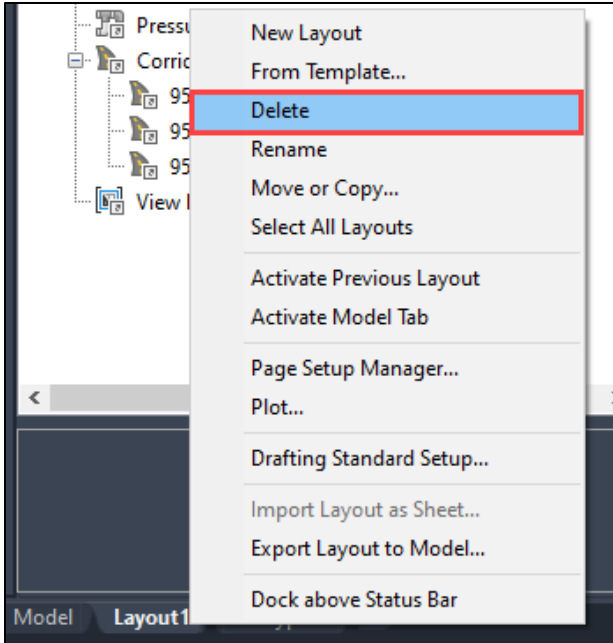 Pressu
Corric
95
95
95
View
New Layout
From Template...
Delete
Rename
Move or Copy...
Select All Layouts
Activate Previous Layout
Activate Model Tab
Page Setup Manager...
Plot...
Drafting Standard Setup...
Import Layout as Sheet...
Export Layout to Model...
Dock above Status Bar
Model
Layout1